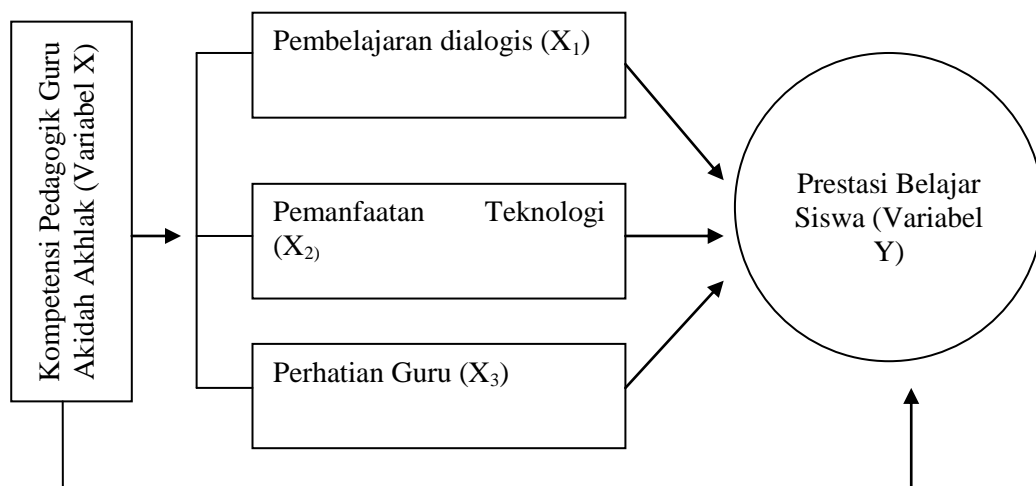 Kompetensi Pedagogik Guru
Akidah Akhlak (Variabel X)
Pembelajaran dialogis (X₁)
Pemanfaatan Teknologi
(X₂₎
Perhatian Guru (X₃)
Prestasi Belajar
Siswa (Variabel
Y)